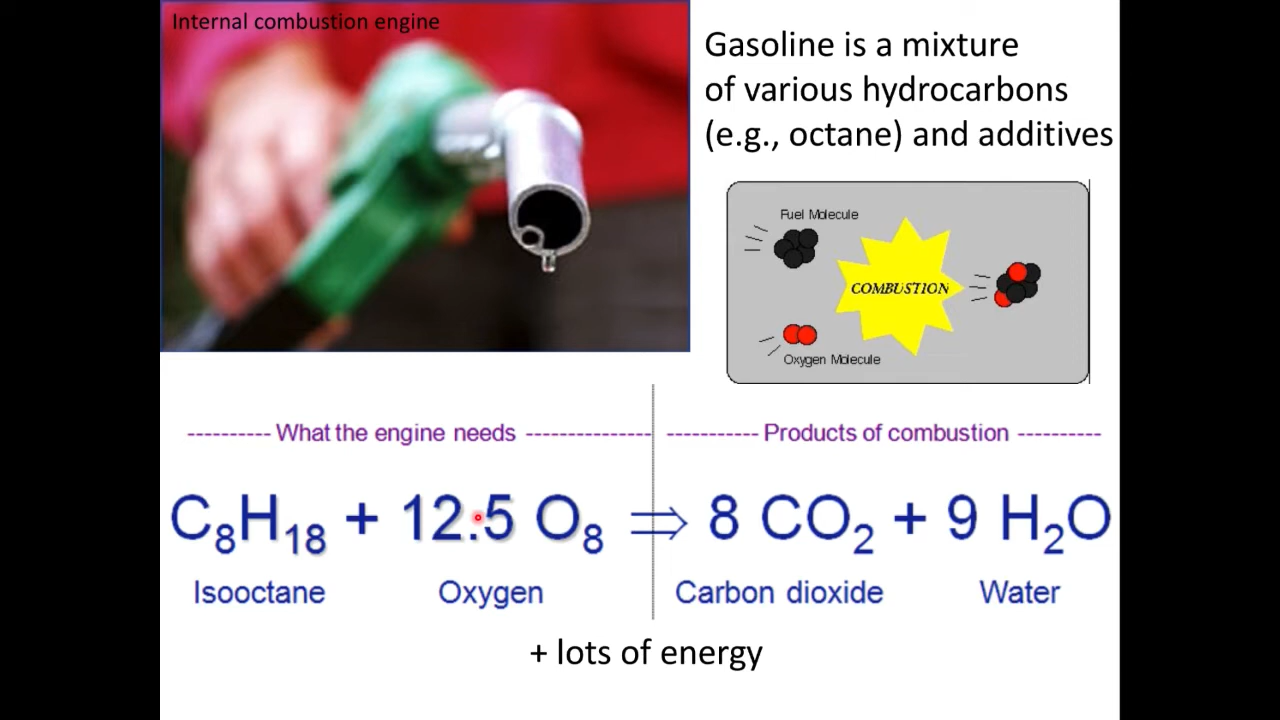 Internal combustion engine
Gasoline is a mixture
of various hydrocarbons
(e.g., octane) and additives
Fuel Molecule
COMBUSTION
Oxygen Molecule
---------- What the engine needs --------------
---------- Products of combustion ----------
C₈H₁₈ + 12.5 O₈ ⇒ 8 CO₂ + 9 H₂O
Isooctane Oxygen Carbon dioxide Water
+ lots of energy